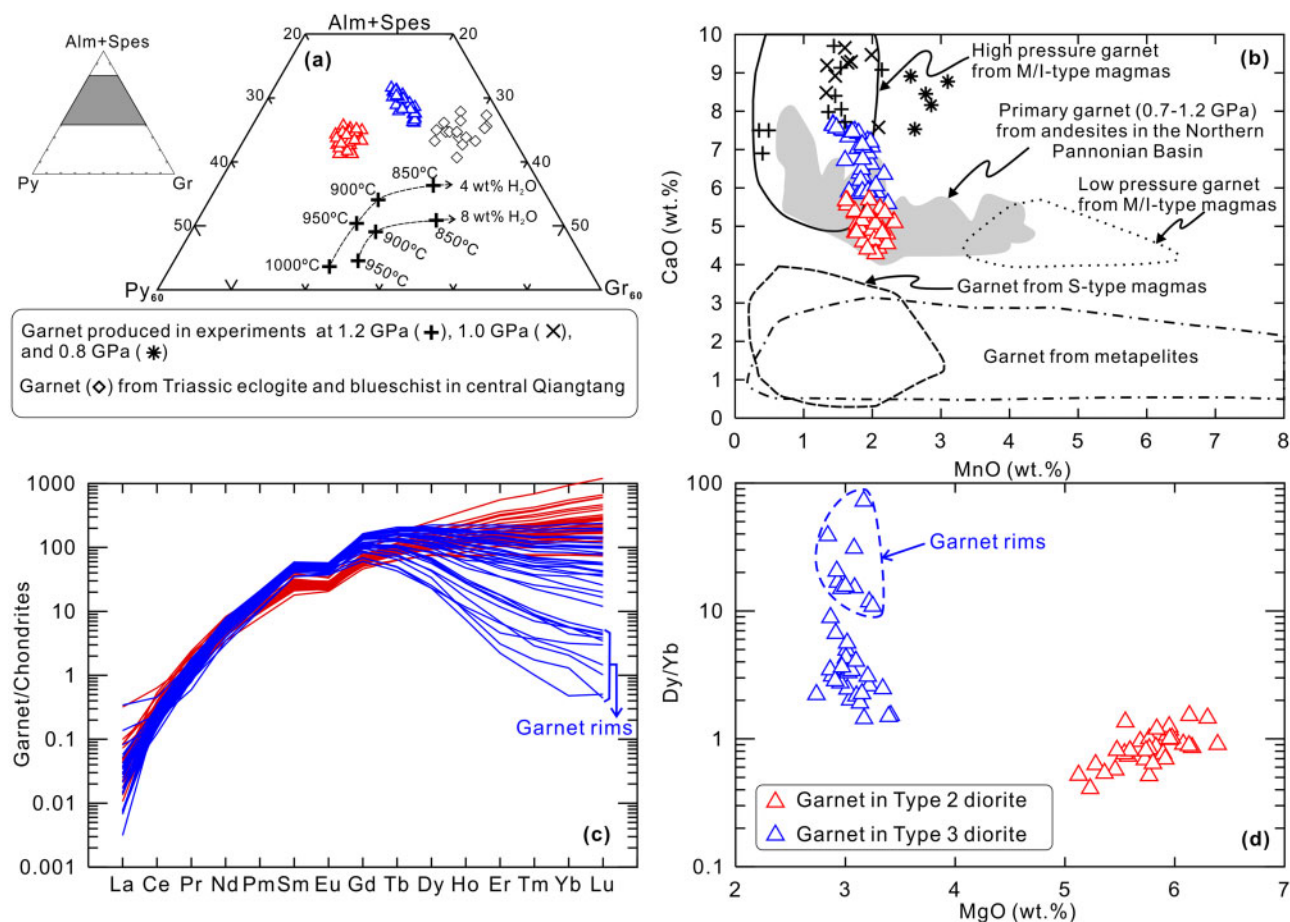 Alm+Spes
Py
Gr
(a)
Alm+Spes
20
20
30
30
40
40
50
50
850ºC
4 wt% H2O
900ºC
950ºC
8 wt% H2O
900ºC
850ºC
1000ºC
950ºC
Py60
Gr60
Garnet produced in experiments at 1.2 GPa ( + ), 1.0 GPa ( × ),
and 0.8 GPa ( ✱ )
Garnet ( ◇ ) from Triassic eclogite and blueschist in central Qiangtang
(b)
10
9
8
7
6
5
4
3
2
1
0
CaO (wt.%)
High pressure garnet
from M/I-type magmas
Primary garnet (0.7-1.2 GPa)
from andesites in the Northern
Pannonian Basin
Low pressure garnet
from M/I-type magmas
Garnet from S-type magmas
Garnet from metapelites
0 1 2 3 4 5 6 7 8
MnO (wt.%)
1000
100
10
1
0.1
0.01
0.001
Garnet/Chondrites
Garnet rims
(c)
La Ce Pr Nd Pm Sm Eu Gd Tb Dy Ho Er Tm Yb Lu
100
10
1
0.1
Dy/Yb
Garnet rims
Garnet in Type 2 diorite
Garnet in Type 3 diorite
(d)
2 3 4 5 6 7
MgO (wt.%)